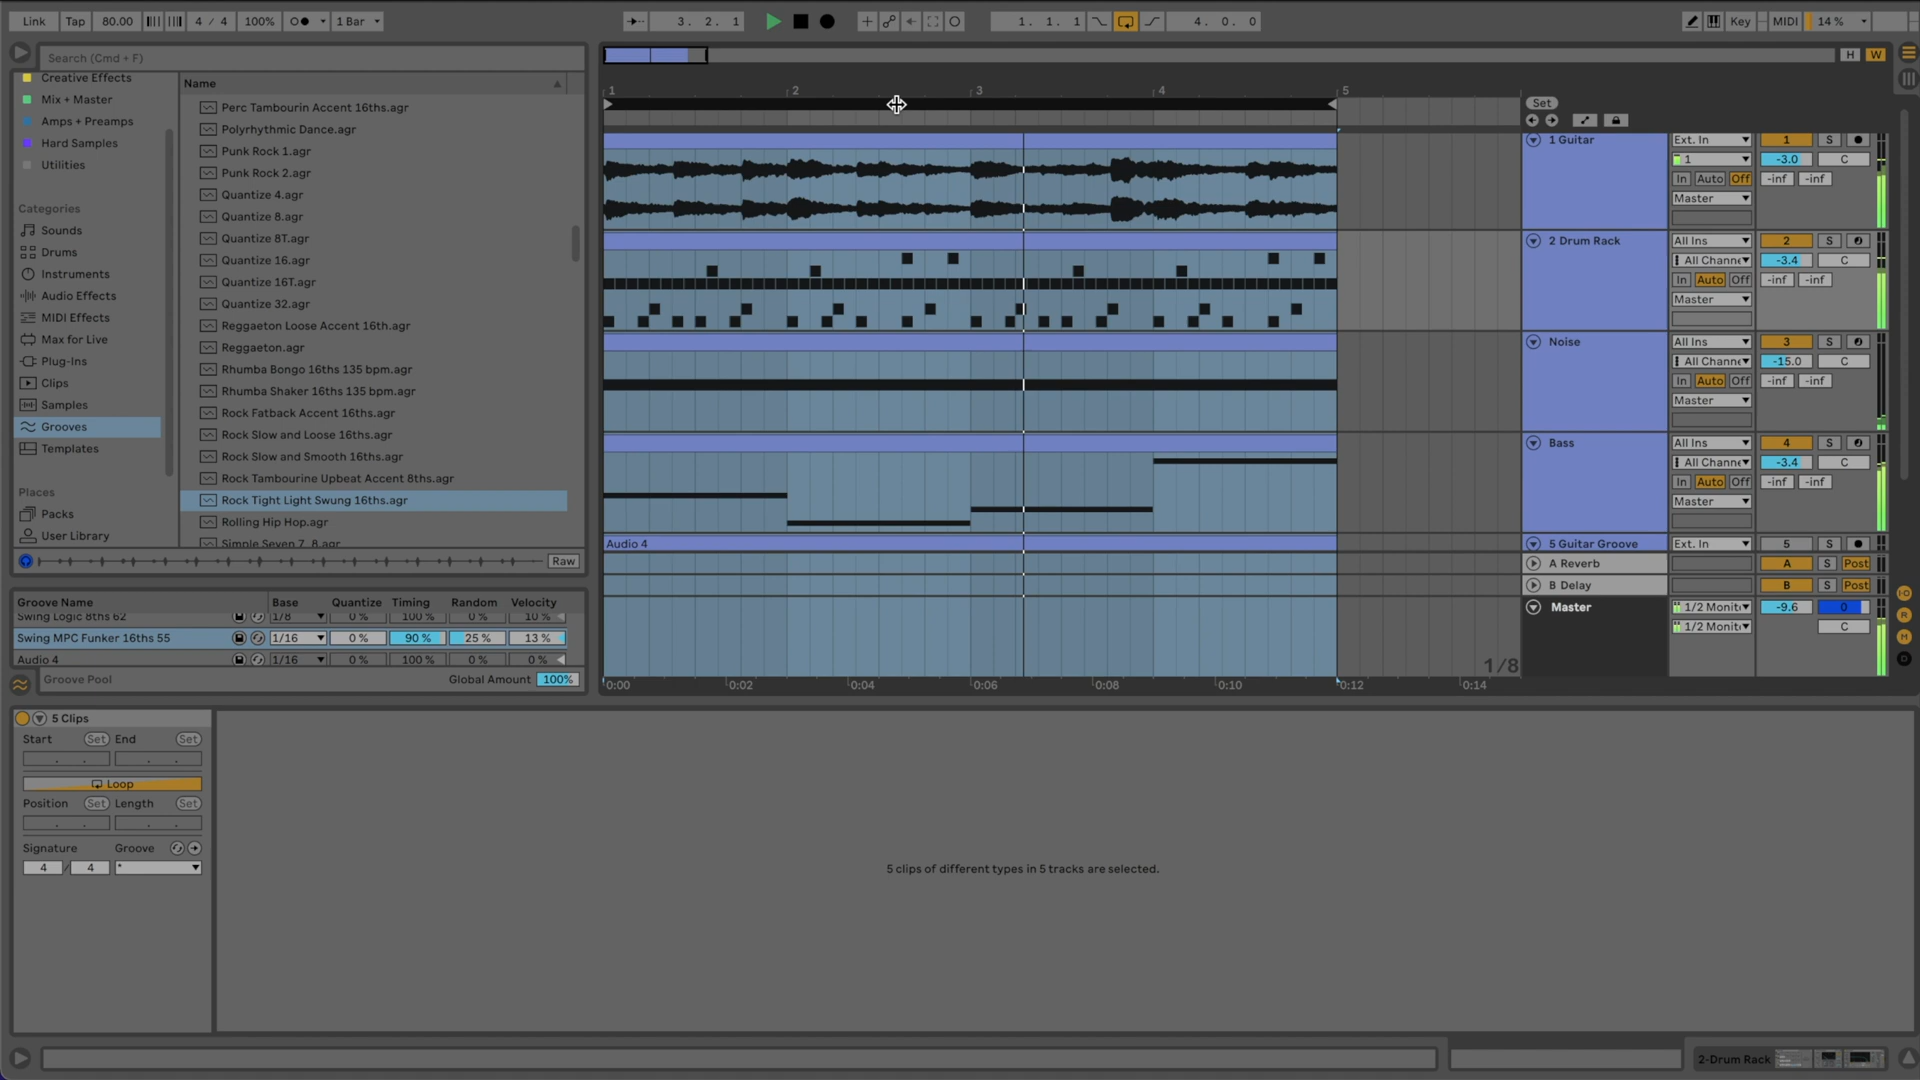 Link Tap 80.00 4 / 4 100% 1 Bar 3. 2. 1 1. 1. 1 4. 0. 0 Key MIDI 14 %
Search (Cmd + F)
H W
Creative Effects
Mix + Master
Amps + Preamps
Hard Samples
Utilities
Categories
Sounds
Drums
Instruments
Audio Effects
MIDI Effects
Max for Live
Plug-Ins
Clips
Samples
Grooves
Templates
Places
Packs
User Library
Name
Perc Tambourin Accent 16ths.agr
Polyrhythmic Dance.agr
Punk Rock 1.agr
Punk Rock 2.agr
Quantize 4.agr
Quantize 8.agr
Quantize 8T.agr
Quantize 16.agr
Quantize 16T.agr
Quantize 32.agr
Reggaeton Loose Accent 16th.agr
Reggaeton.agr
Rhumba Bongo 16ths 135 bpm.agr
Rhumba Shaker 16ths 135 bpm.agr
Rock Fatback Accent 16ths.agr
Rock Slow and Loose 16ths.agr
Rock Slow and Smooth 16ths.agr
Rock Tambourine Upbeat Accent 8ths.agr
Rock Tight Light Swung 16ths.agr
Rolling Hip Hop.agr
Simple Seven 7_8.agr
Raw
Groove Name Base Quantize Timing Random Velocity
Swing Logic 8ths 62 1/8 0 % 100 % 0 % 10 %
Swing MPC Funker 16ths 55 1/16 0 % 90 % 25 % 13 %
Audio 4 1/16 0 % 100 % 0 % 0 %
Groove Pool Global Amount 100%
1 2 3 4 5
Set
1 Guitar Ext. In 1 S
1 -3.0 C
In Auto Off -inf -inf
Master
2 Drum Rack All Ins 2 S
All Channe -3.4 C
In Auto Off -inf -inf
Master
Noise All Ins 3 S
All Channe -15.0 C
In Auto Off -inf -inf
Master
Bass All Ins 4 S
All Channe -3.4 C
In Auto Off -inf -inf
Master
Audio 4 5 Guitar Groove Ext. In 5 S
A Reverb A S Post
B Delay B S Post
Master 1/2 Monit -9.6 0
1/2 Monit C
1/8
0:00 0:02 0:04 0:06 0:08 0:10 0:12 0:14
I-O
R
M
D
5 Clips
Start Set End Set
Loop
Position Set Length Set
Signature Groove
4 / 4 *
5 clips of different types in 5 tracks are selected.
2-Drum Rack